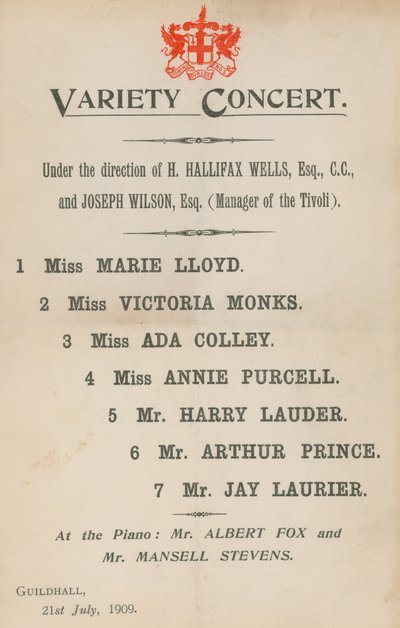 DOMINE DIRIGE NOS
VARIETY CONCERT.
Under the direction of H. HALLIFAX WELLS, Esq., C.C.,
and JOSEPH WILSON, Esq. (Manager of the Tivoli).
1 Miss MARIE LLOYD.
2 Miss VICTORIA MONKS.
3 Miss ADA COLLEY.
4 Miss ANNIE PURCELL.
5 Mr. HARRY LAUDER.
6 Mr. ARTHUR PRINCE.
7 Mr. JAY LAURIER.
At the Piano: Mr. ALBERT FOX and
Mr. MANSELL STEVENS.
GUILDHALL,
21st July, 1909.